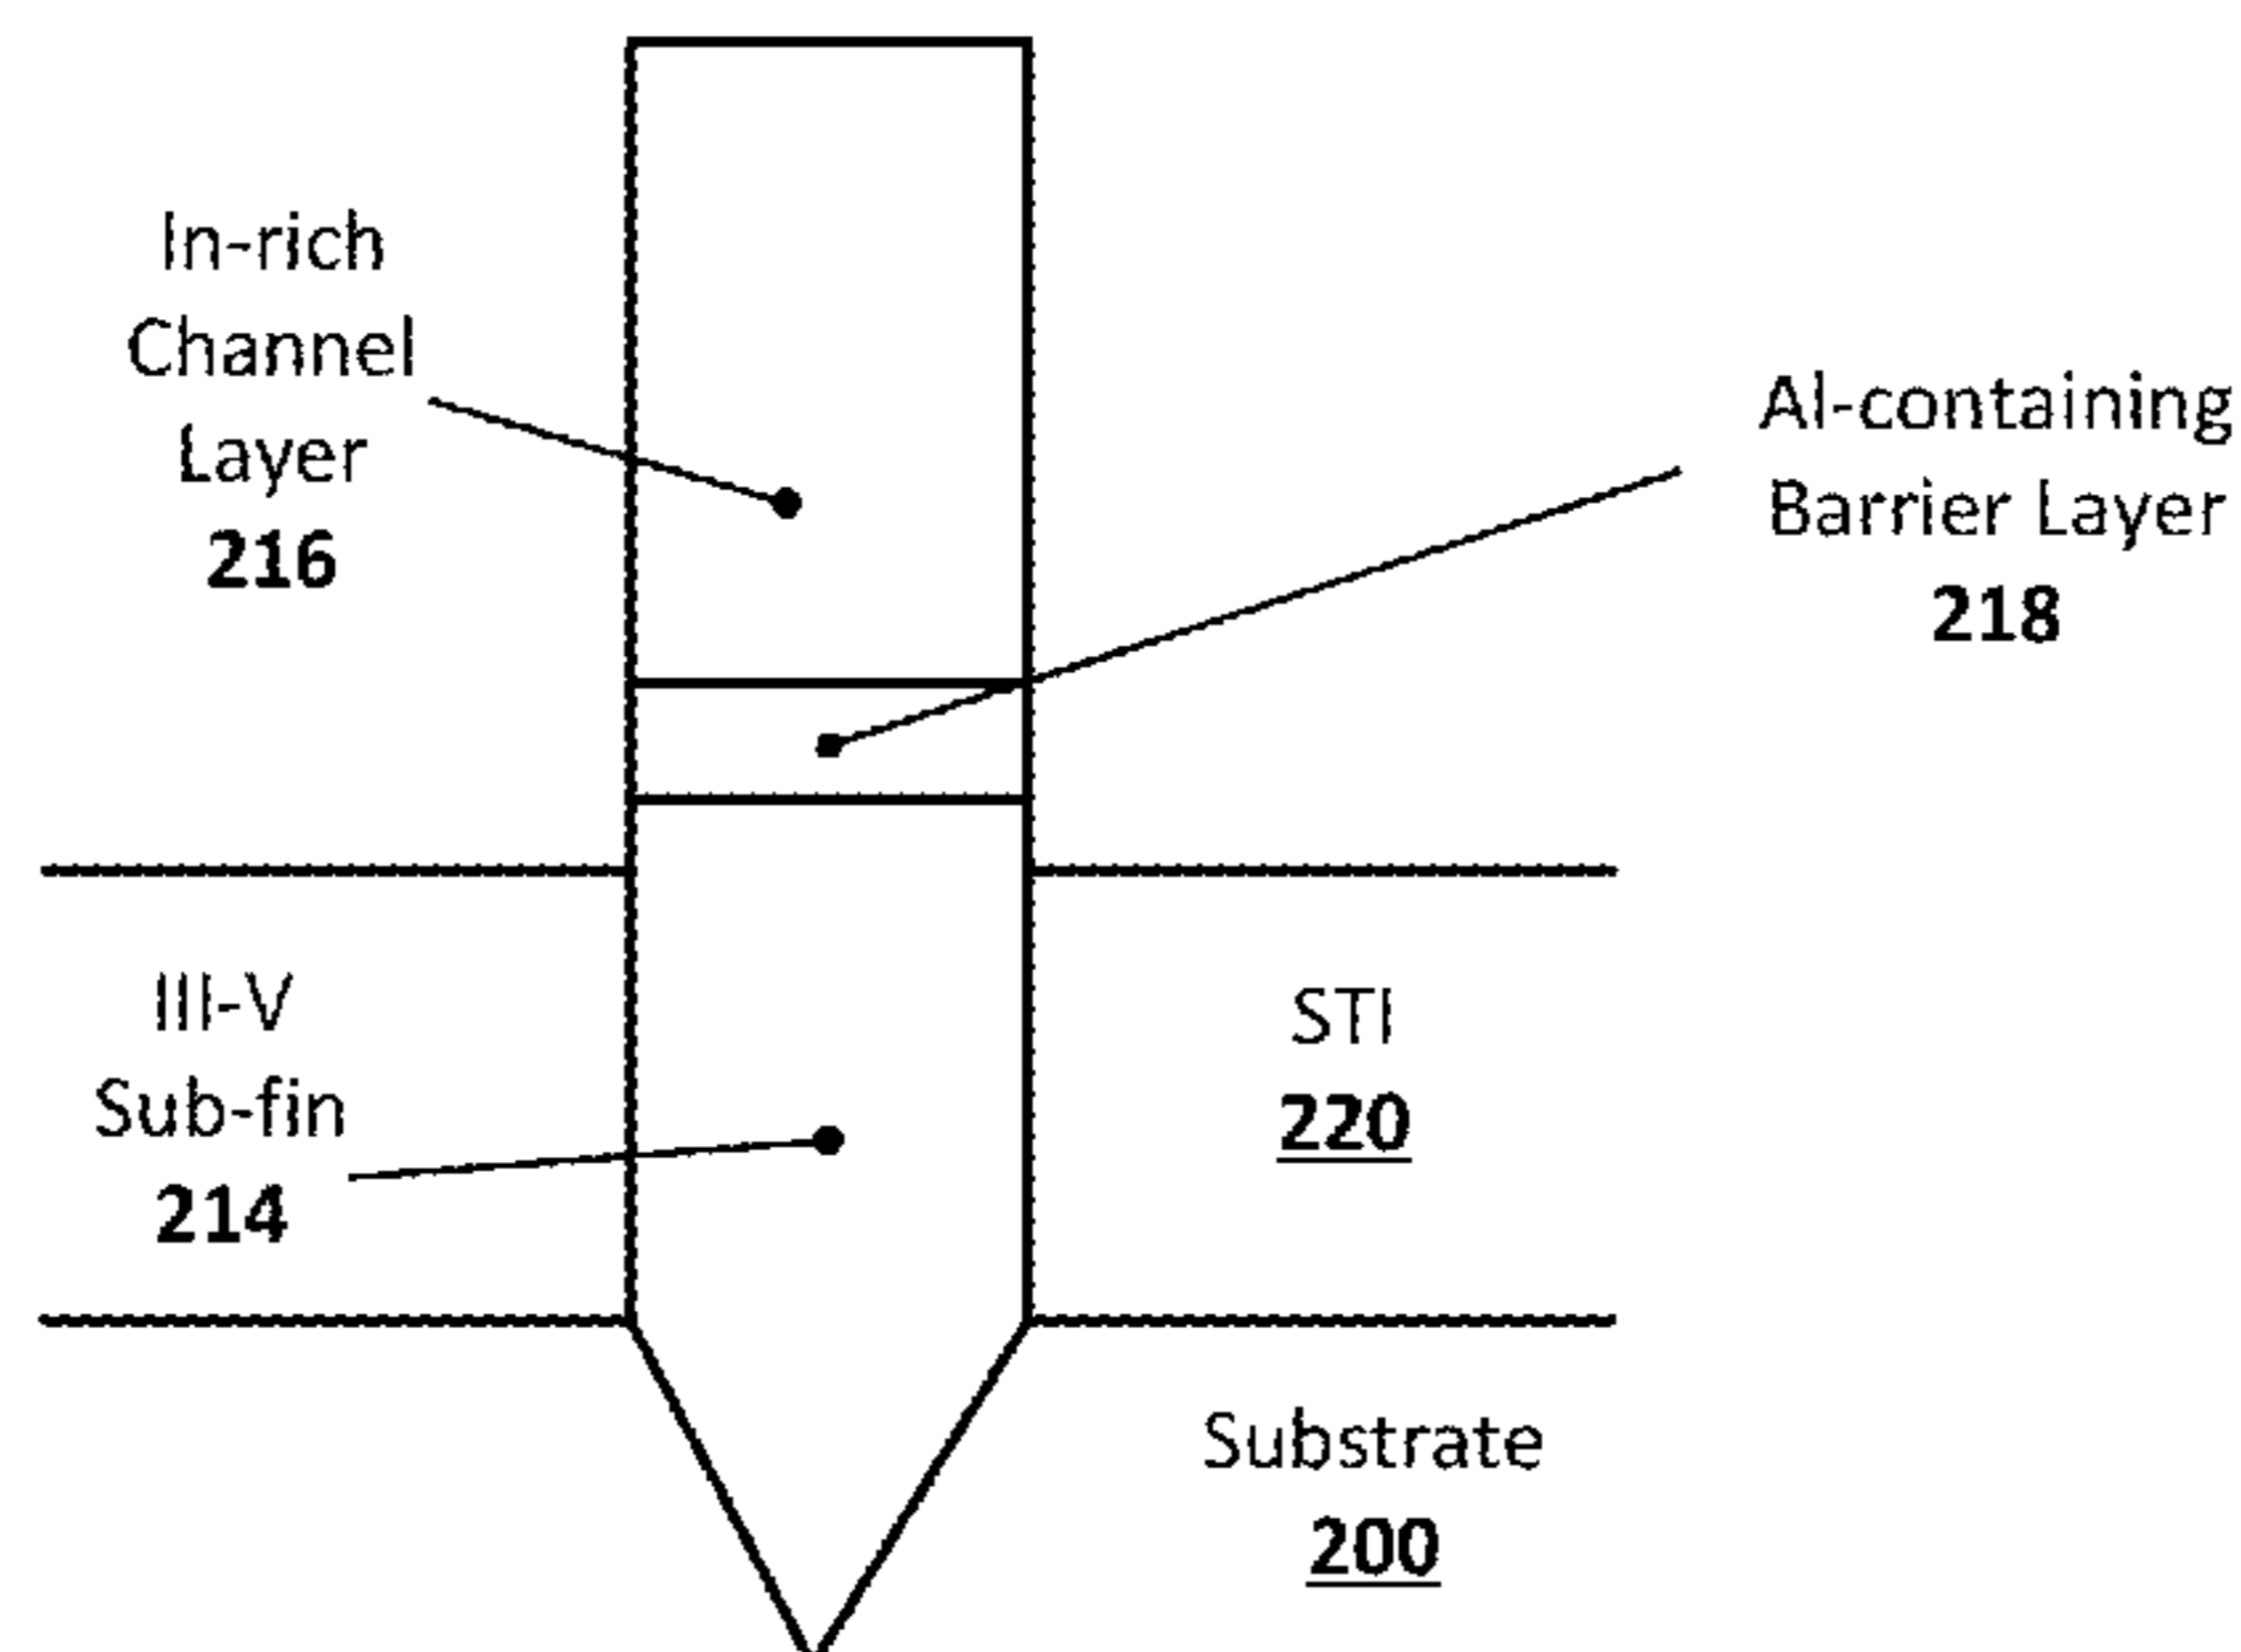 In-rich
Channel
Layer
216
Al-containing
Barrier Layer
218
III-V
Sub-fin
214
STI
220
Substrate
200